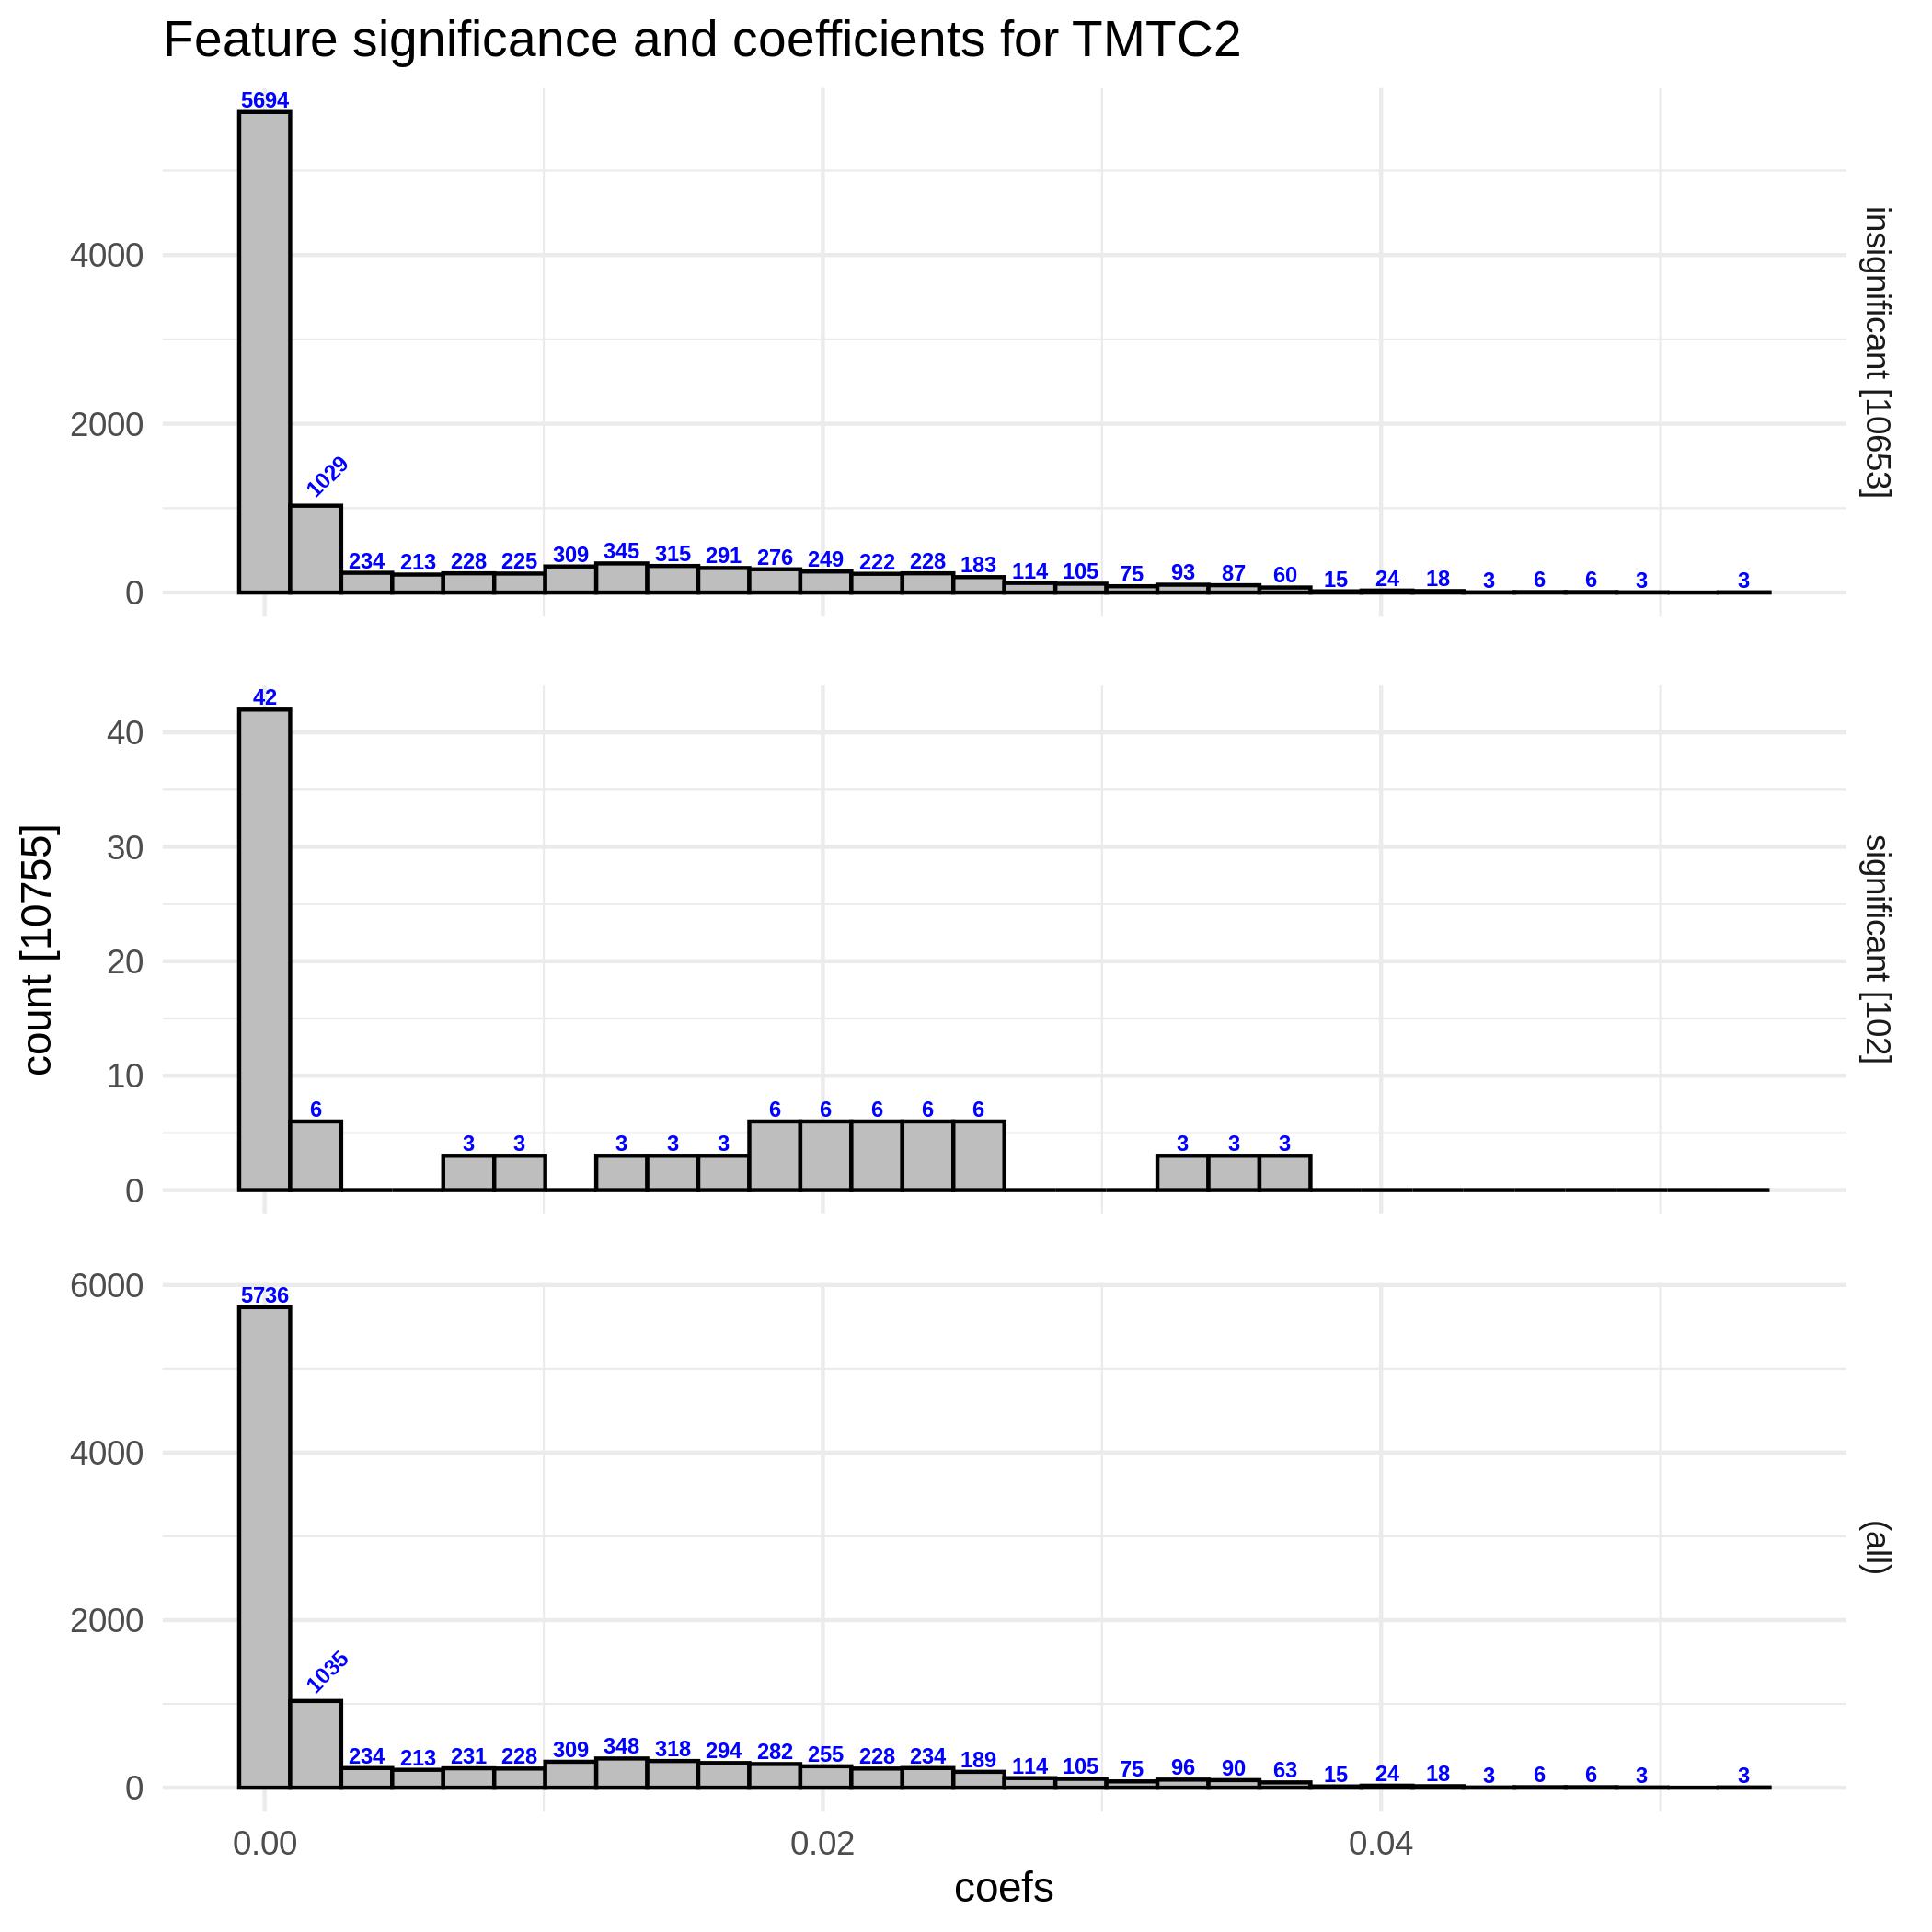 Feature significance and coefficients for TMTC2
5694
1029
234 213 228 225 309 345 315 291 276 249 222 228 183 114 105 75 93 87 60 15 24 18 3 6 6 3 3
4000
2000
0
insignificant [10653]
42
6
3 3 3 3 3 6 6 6 6 6 3 3 3
40
30
20
10
0
significant [102]
count [10755]
5736
1035
234 213 231 228 309 348 318 294 282 255 228 234 189 114 105 75 96 90 63 15 24 18 3 6 6 3 3
6000
4000
2000
0
(all)
0.00 0.02 0.04
coefs